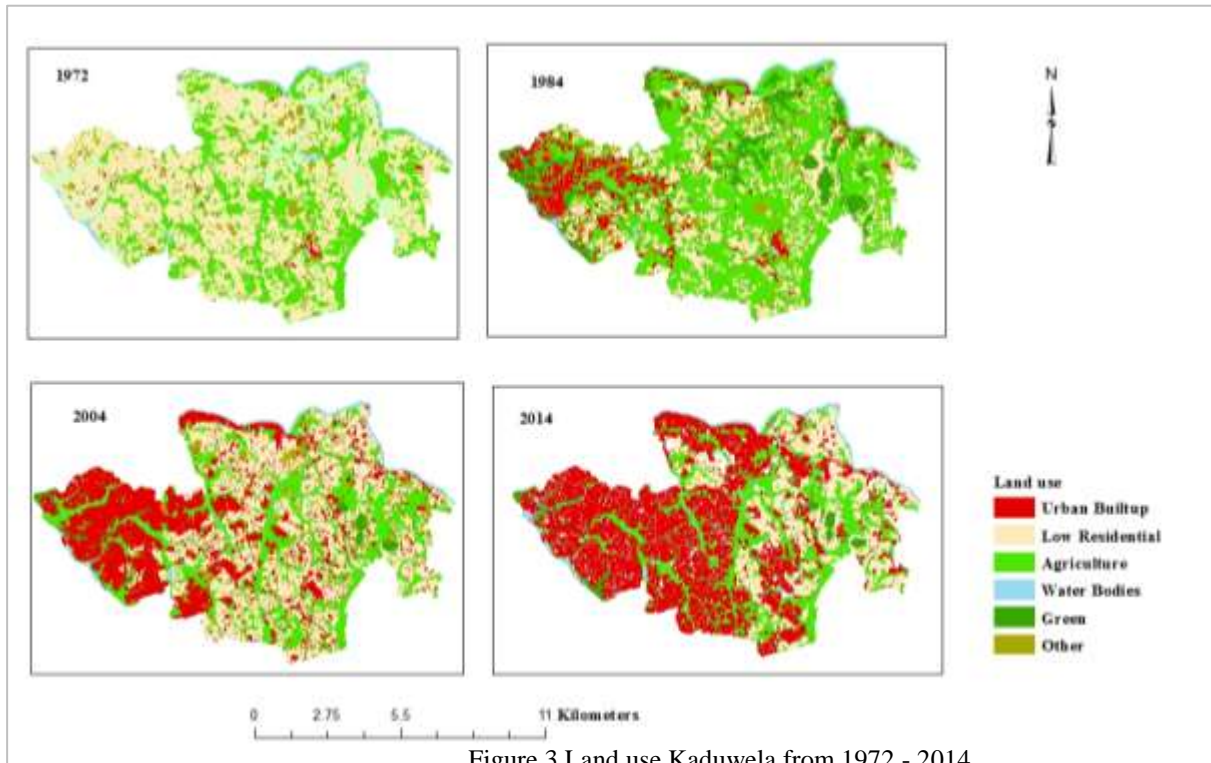 1972
1984
N
2004
2014
Land use
Urban Builtup
Low Residential
Agriculture
Water Bodies
Green
Other
0 2.75 5.5 11 Kilometers
Figure 3 Land use Kaduwela from 1972 - 2014